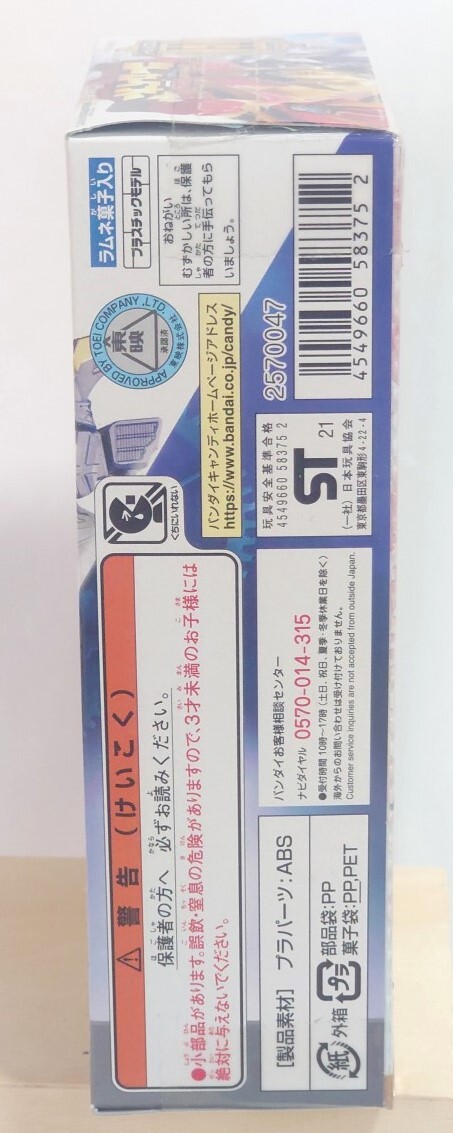 ラムネ菓子入り
プラスチックモデル
おねがい
むずかしい所は、保護
者の方に手伝ってもら
いましょう。
4549660 58375 2
APPROVED BY TOEI COMPANY, LTD.
東映
承認済
東映株式会社
バンダイキャンディホームページアドレス
https://www.bandai.co.jp/candy/
2570047
くちにいれない
玩具安全基準合格
4549660 58375 2
ST 21
(一社)日本玩具協会
東京都墨田区東駒形4-22-4
警告(けいこく)
保護者の方へ 必ずお読みください。
●小部品があります。誤飲・窒息の危険がありますので、3才未満のお子様には
絶対に与えないでください。
バンダイお客様相談センター
ナビダイヤル 0570-014-315
●受付時間 10時~17時(土日、祝日、夏季・冬季休業日を除く)
海外からのお問い合わせは受け付けておりません。
Customer service inquiries are not accepted from outside Japan.
[製品素材] プラパーツ:ABS
紙 外箱
プラ 部品袋:PP
菓子袋:PP,PET